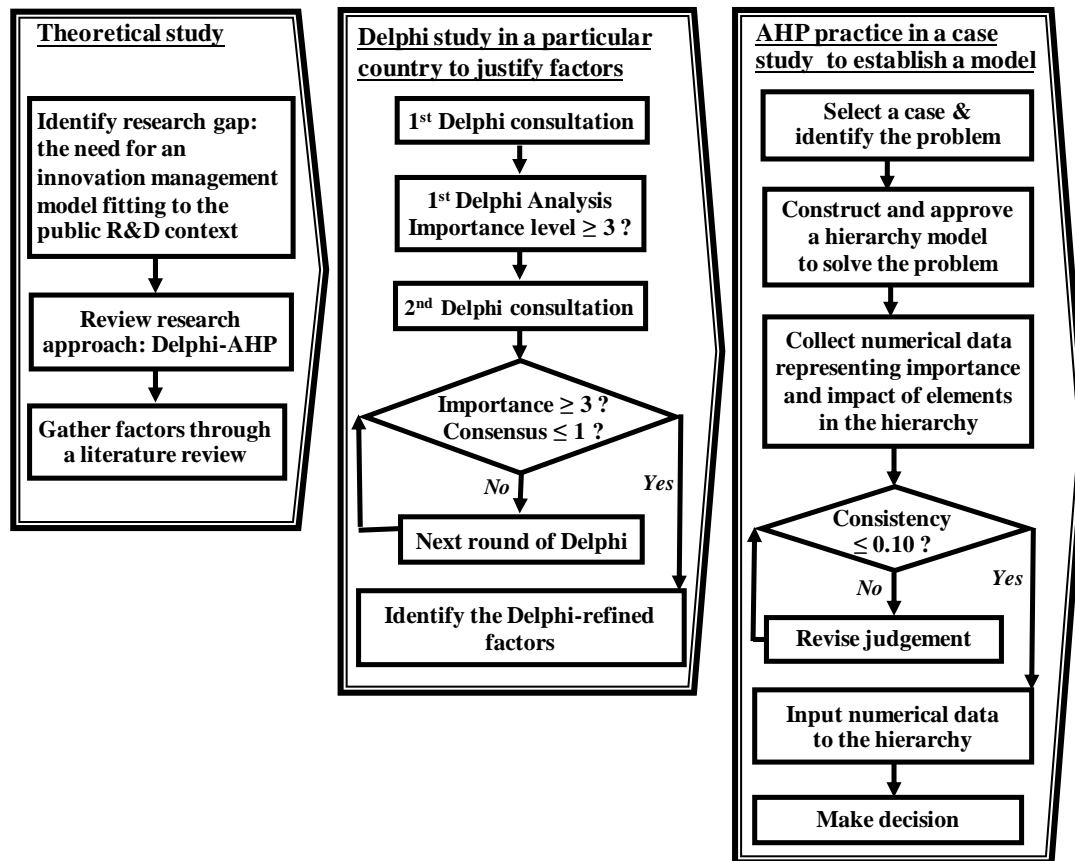 Theoretical study
Identify research gap:
the need for an
innovation management
model fitting to the
public R&D context
Review research
approach: Delphi-AHP
Gather factors through
a literature review
Delphi study in a particular
country to justify factors
1st Delphi consultation
1st Delphi Analysis
Importance level ≥ 3 ?
2nd Delphi consultation
Importance ≥ 3 ?
Consensus ≤ 1 ?
No
Yes
Next round of Delphi
Identify the Delphi-refined
factors
AHP practice in a case
study to establish a model
Select a case &
identify the problem
Construct and approve
a hierarchy model
to solve the problem
Collect numerical data
representing importance
and impact of elements
in the hierarchy
Consistency
≤ 0.10 ?
No
Yes
Revise judgement
Input numerical data
to the hierarchy
Make decision